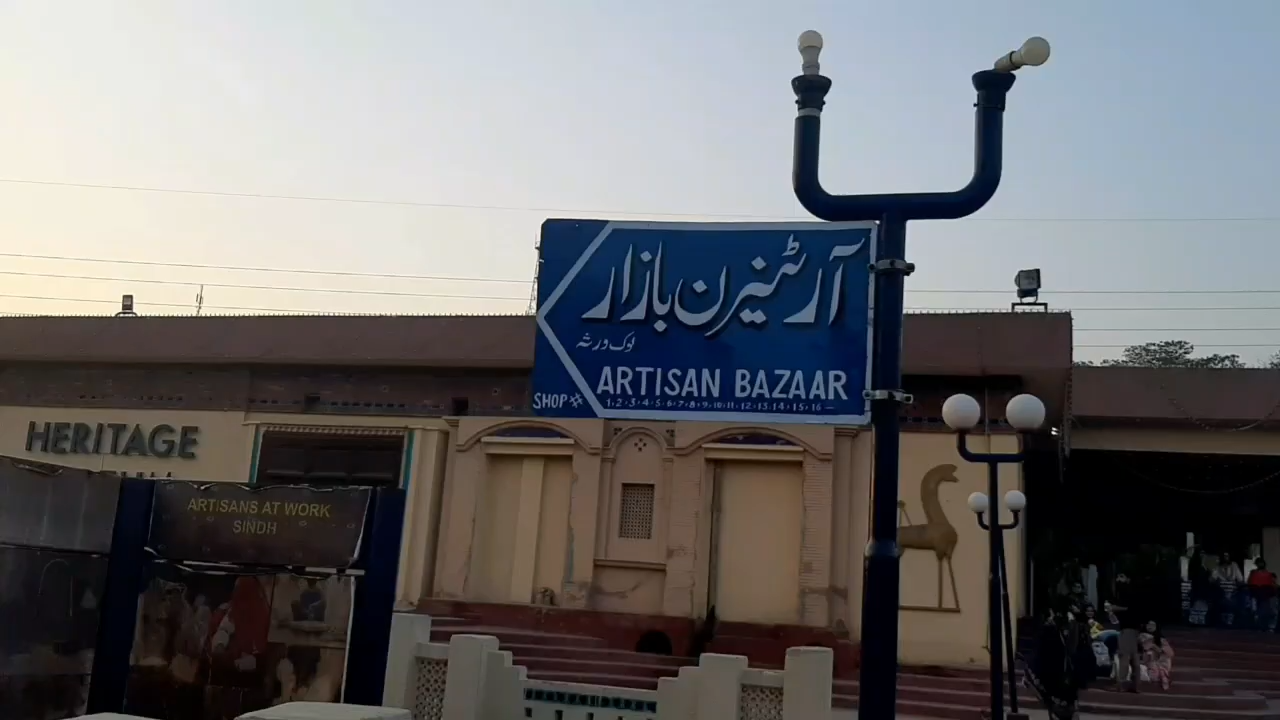 آرٹیزن بازار
لوک ورثہ
ARTISAN BAZAAR
SHOP#
1-2-3-4-5-6-7-8-9-10-11-12-13-14-15-16
HERITAGE
ARTISANS AT WORK
SINDH